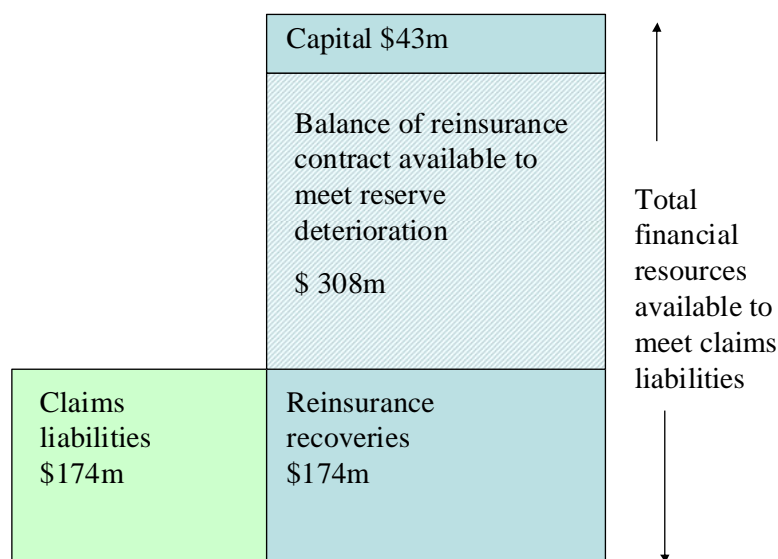 Capital $43m
Balance of reinsurance
contract available to
meet reserve
deterioration
$ 308m
Total
financial
resources
available to
meet claims
liabilities
Claims
liabilities
$174m
Reinsurance
recoveries
$174m